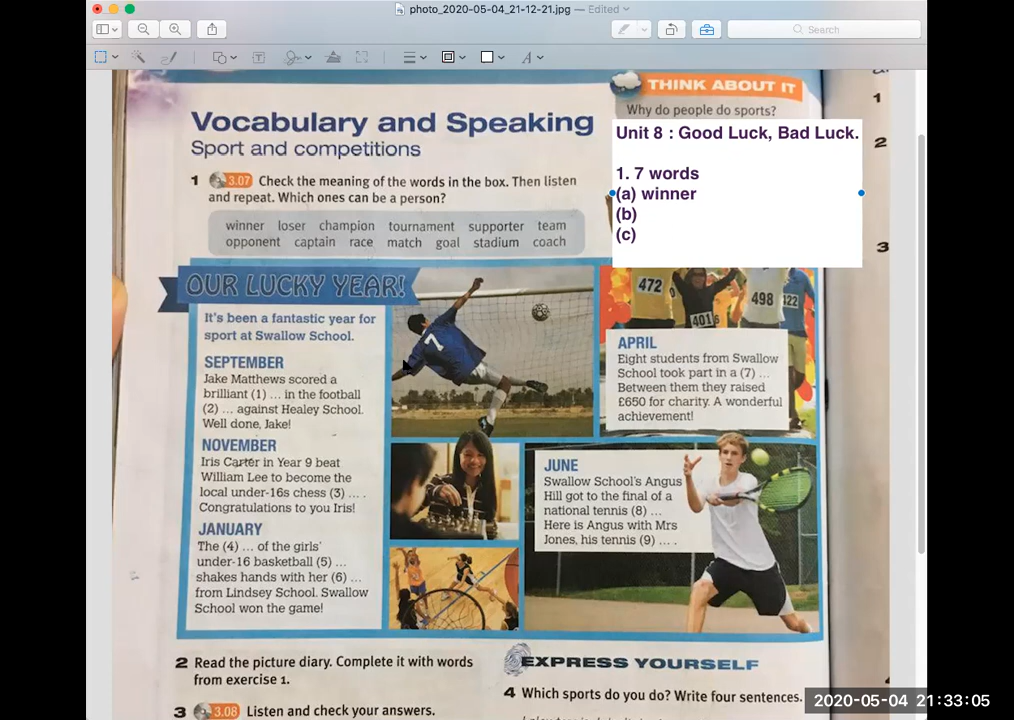 photo_2020-05-04_21-12-21.jpg — Edited
Search
THINK ABOUT IT
Why do people do sports?
Vocabulary and Speaking
Sport and competitions
1 3.07 Check the meaning of the words in the box. Then listen
and repeat. Which ones can be a person?
winner loser champion tournament supporter team
opponent captain race match goal stadium coach
Unit 8 : Good Luck, Bad Luck.
1. 7 words
(a) winner
(b)
(c)
1
2
3
OUR LUCKY YEAR!
It's been a fantastic year for
sport at Swallow School.
SEPTEMBER
Jake Matthews scored a
brilliant (1) ... in the football
(2) ... against Healey School.
Well done, Jake!
NOVEMBER
Iris Carter in Year 9 beat
William Lee to become the
local under-16s chess (3) ... .
Congratulations to you Iris!
JANUARY
The (4) ... of the girls'
under-16 basketball (5) ...
shakes hands with her (6) ...
from Lindsey School. Swallow
School won the game!
7
472
498
422
401
APRIL
Eight students from Swallow
School took part in a (7) ...
Between them they raised
£650 for charity. A wonderful
achievement!
JUNE
Swallow School's Angus
Hill got to the final of a
national tennis (8) ...
Here is Angus with Mrs
Jones, his tennis (9) ... .
2 Read the picture diary. Complete it with words
from exercise 1.
3 3.08 Listen and check your answers.
EXPRESS YOURSELF
4 Which sports do you do? Write four sentences.
2020-05-04 21:33:05